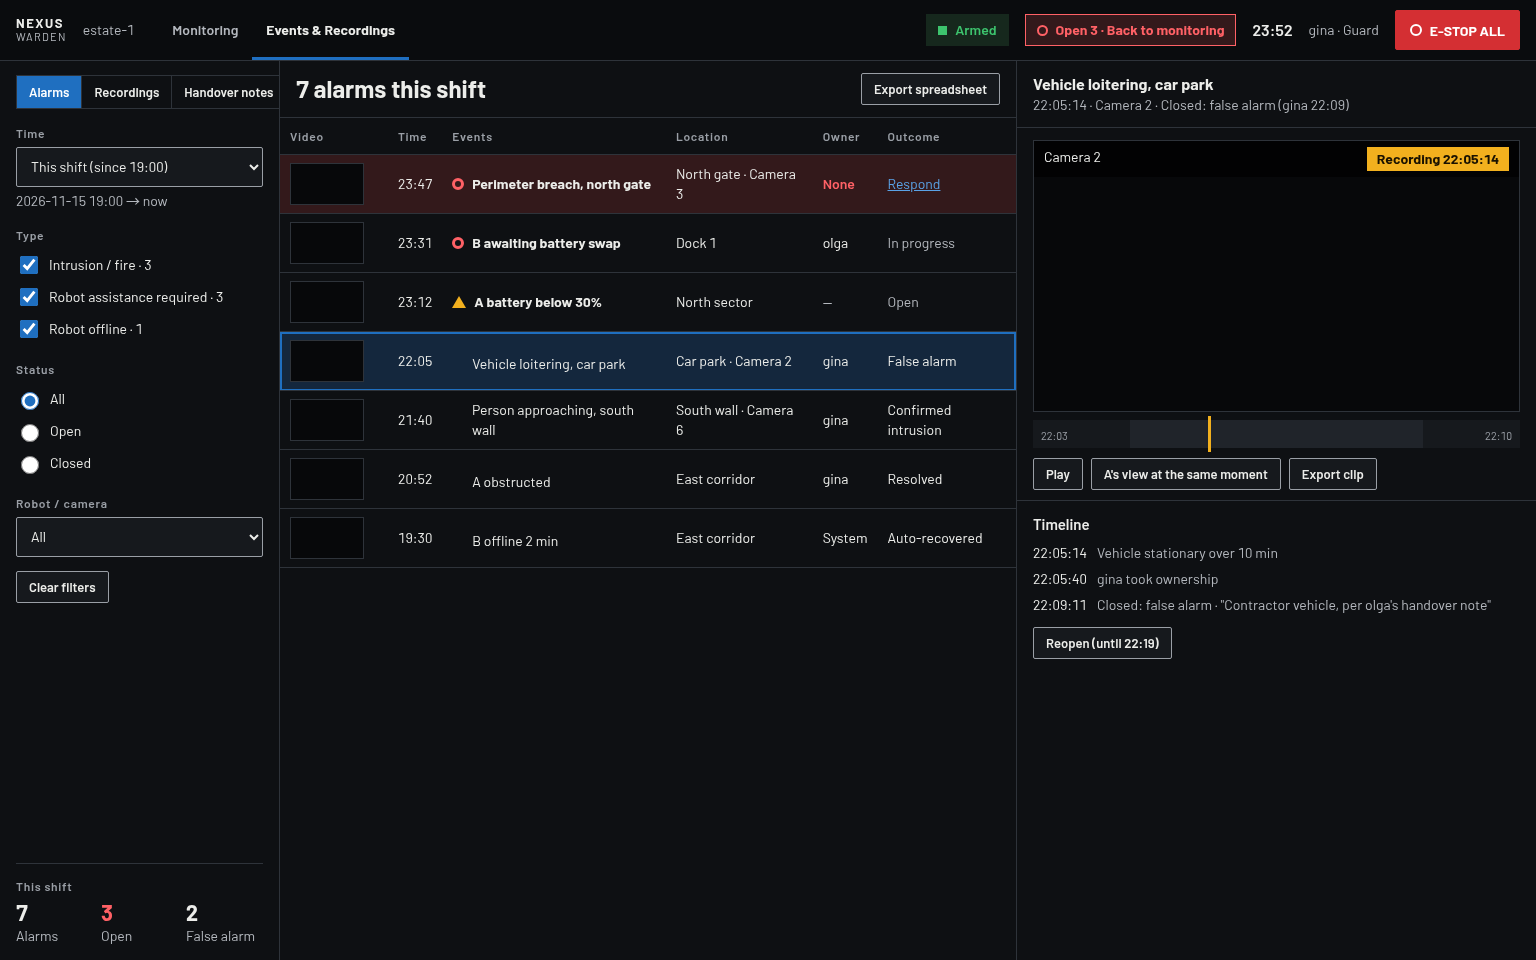 NEXUS
WARDEN
estate-1
Monitoring
Events & Recordings
Armed
Open 3 · Back to monitoring
23:52
gina · Guard
E-STOP ALL
Alarms
Recordings
Handover notes
Time
This shift (since 19:00)
2026-11-15 19:00 → now
Type
Intrusion / fire · 3
Robot assistance required · 3
Robot offline · 1
Status
All
Open
Closed
Robot / camera
All
Clear filters
This shift
7 3 2
Alarms Open False alarm
7 alarms this shift
Export spreadsheet
Video Time Events Location Owner Outcome
23:47 Perimeter breach, north gate North gate · Camera 3 None Respond
23:31 B awaiting battery swap Dock 1 olga In progress
23:12 A battery below 30% North sector — Open
22:05 Vehicle loitering, car park Car park · Camera 2 gina False alarm
21:40 Person approaching, south wall South wall · Camera 6 gina Confirmed intrusion
20:52 A obstructed East corridor gina Resolved
19:30 B offline 2 min East corridor System Auto-recovered
Vehicle loitering, car park
22:05:14 · Camera 2 · Closed: false alarm (gina 22:09)
Camera 2
Recording 22:05:14
22:03
22:10
Play
A's view at the same moment
Export clip
Timeline
22:05:14 Vehicle stationary over 10 min
22:05:40 gina took ownership
22:09:11 Closed: false alarm · "Contractor vehicle, per olga's handover note"
Reopen (until 22:19)